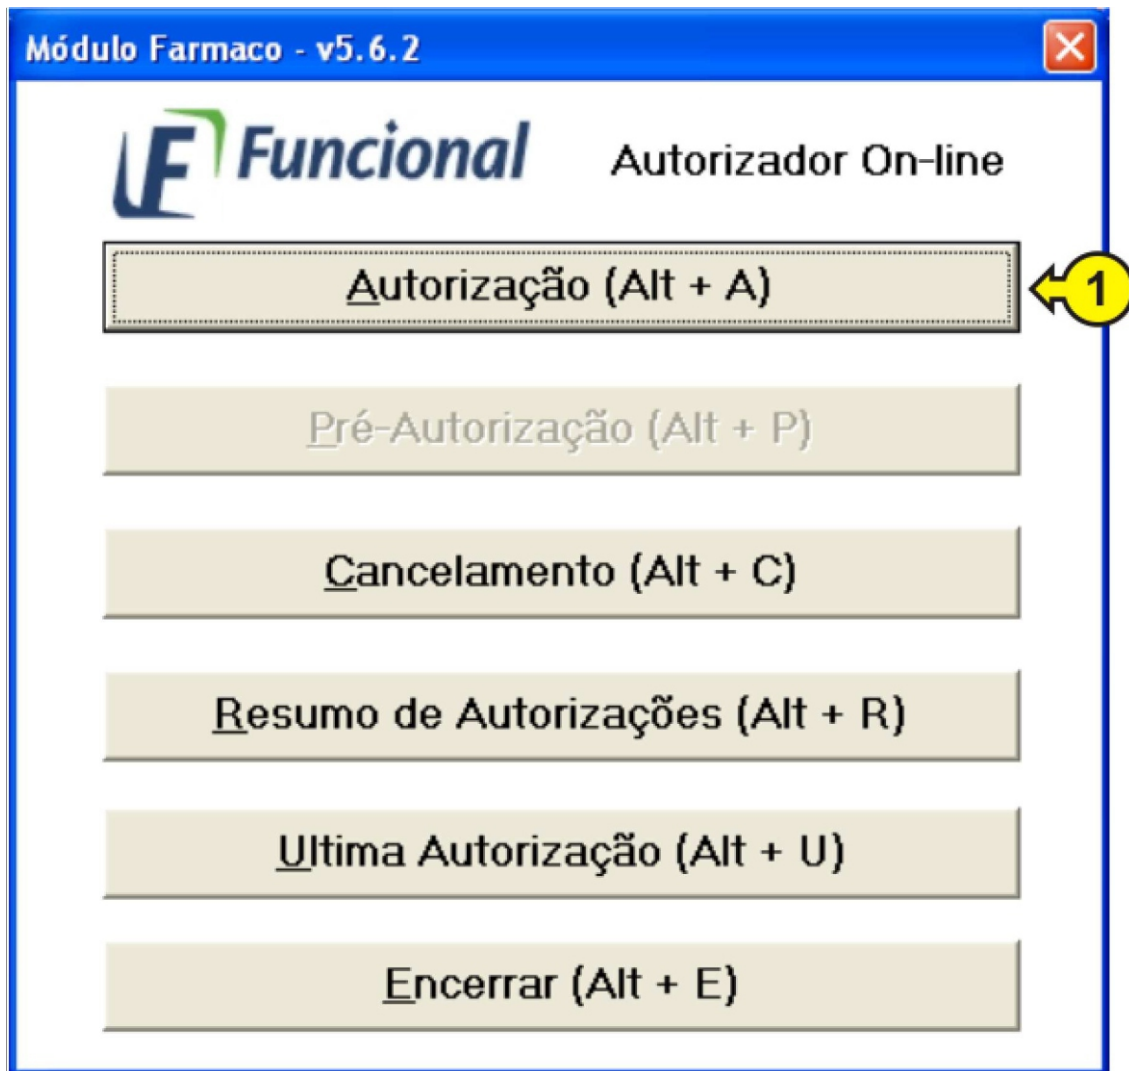 Módulo Farmaco - v5.6.2
Funcional Autorizador On-line
Autorização (Alt + A)
1
Pré-Autorização (Alt + P)
Cancelamento (Alt + C)
Resumo de Autorizações (Alt + R)
Ultima Autorização (Alt + U)
Encerrar (Alt + E)